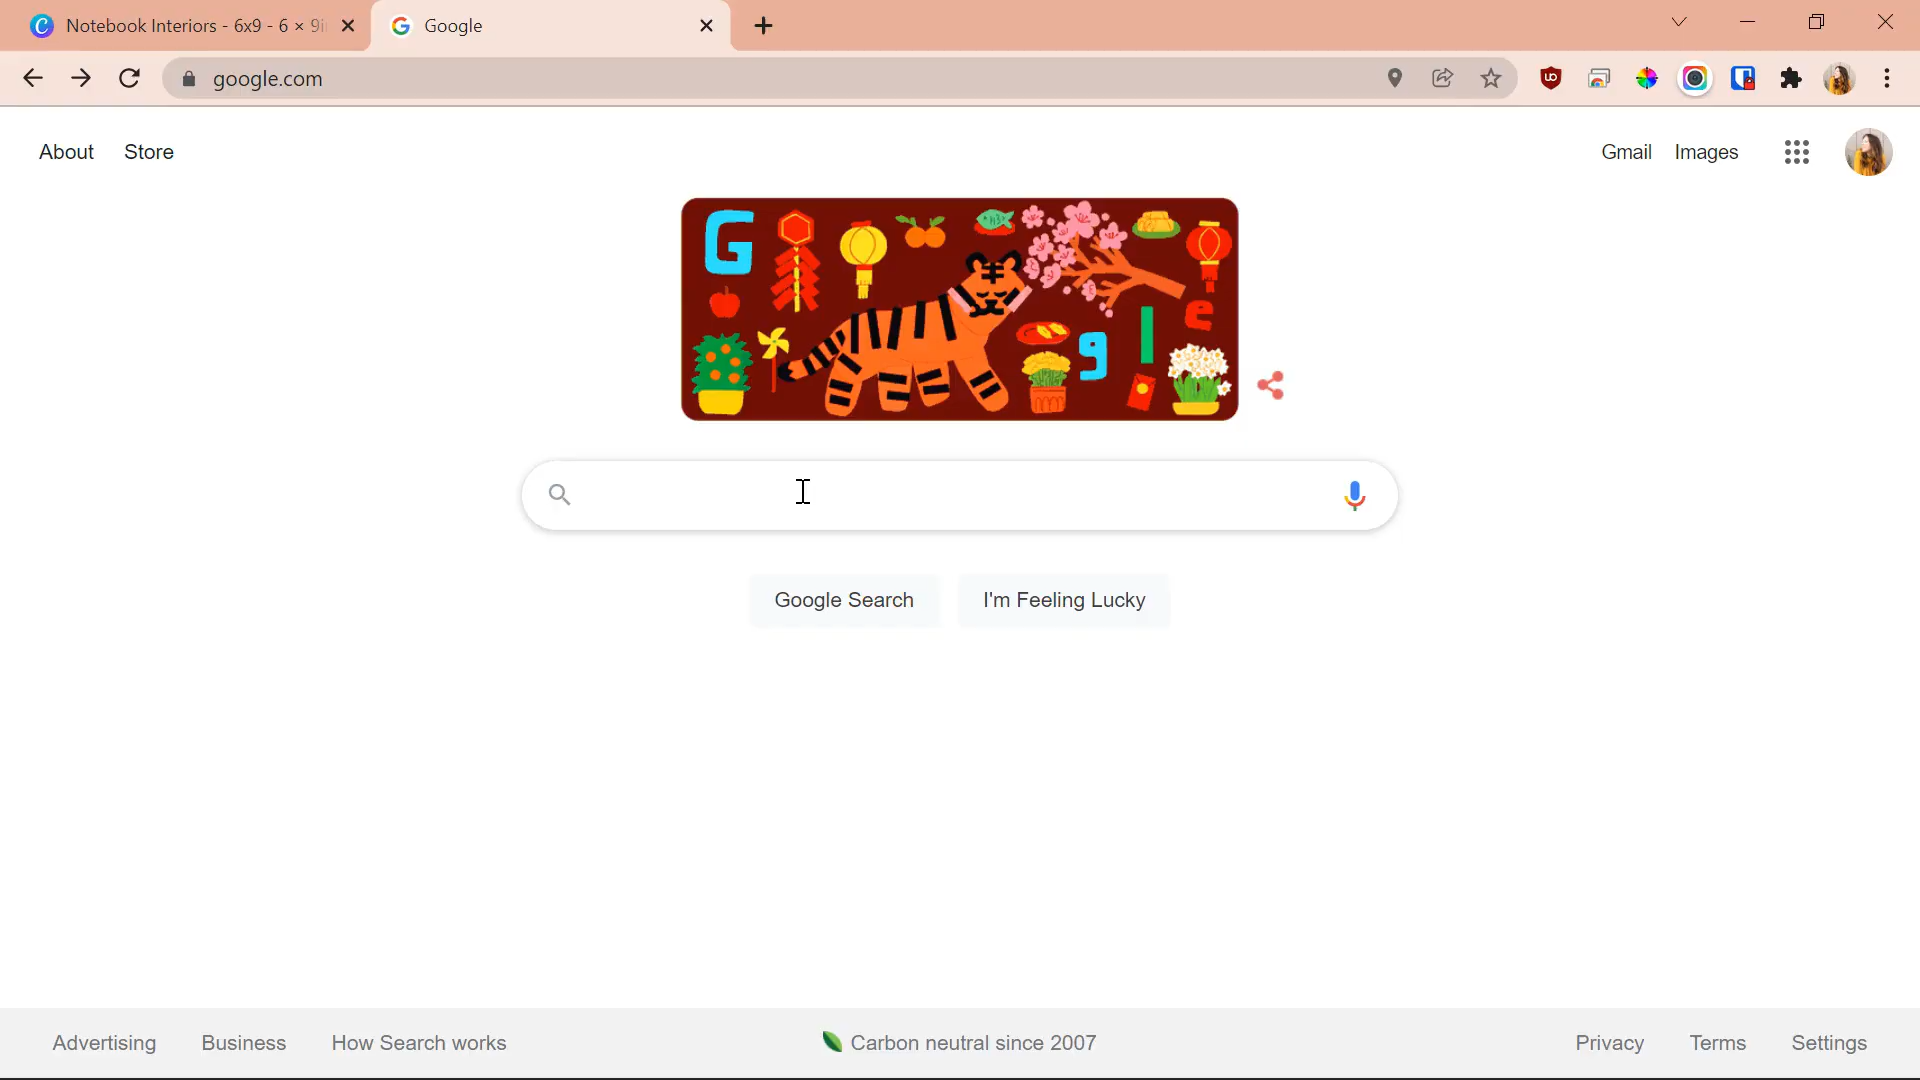 Notebook Interiors - 6x9 - 6 × 9i
Google
google.com
About Store
Gmail Images
G
g l e
Google Search
I'm Feeling Lucky
Advertising Business How Search works
Carbon neutral since 2007
Privacy Terms Settings